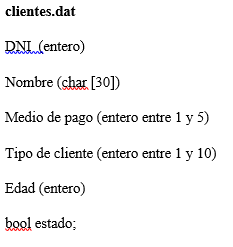 clientes.dat
DNI (entero)
Nombre (char [30])
Medio de pago (entero entre 1 y 5)
Tipo de cliente (entero entre 1 y 10)
Edad (entero)
bool estado;